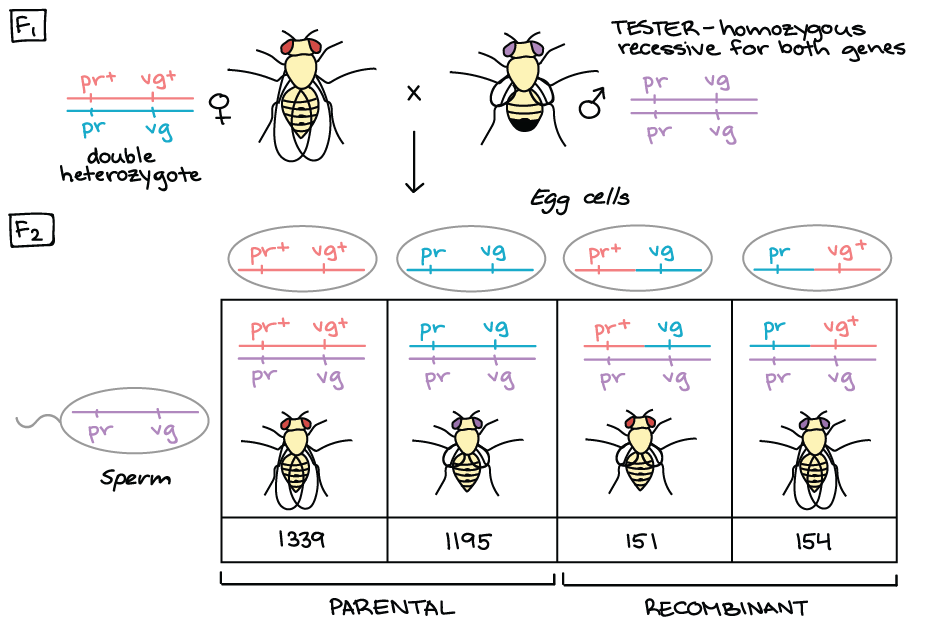 F1
TESTER-homozygous
recessive for both genes
pr+ vg+
pr vg
♀
x
♂
pr vg
pr vg
double
heterozygote
Egg cells
F2
pr+ vg+
pr vg
pr+ vg
pr vg+
pr+ vg+
pr vg
pr vg
pr vg
pr+ vg
pr vg
pr vg+
pr vg
pr vg
Sperm
1339
1195
151
154
PARENTAL
RECOMBINANT